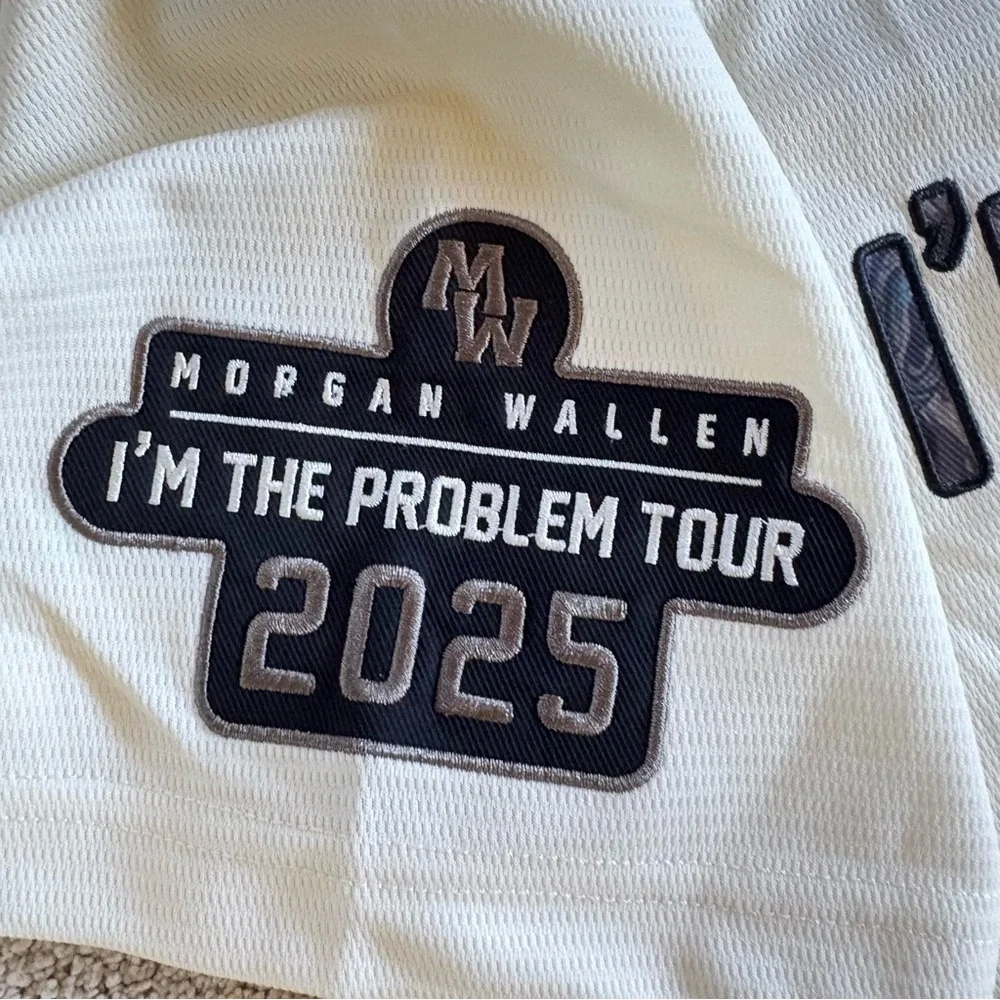 MW
MORGAN WALLEN
I'M THE PROBLEM TOUR
2025
I'